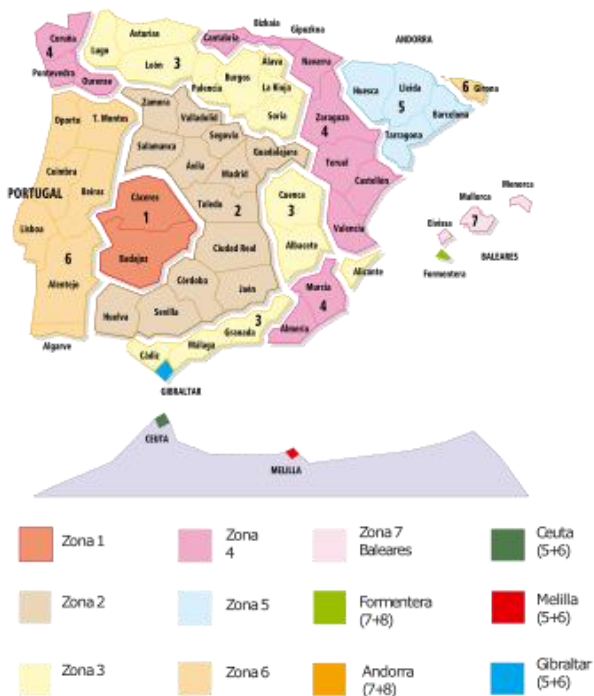 Bizkaia
Gipuzkoa
Coruña
Asturias
Cantabria
ANDORRA
4
Lugo
León
3
Alava
Navarra
Pontevedra
Burgos
Ourense
Palencia
La Rioja
Huesca
Lleida
6
Girona
Zamora
Soria
5
Oporto
T. Montes
Valladolid
Zaragoza
Barcelona
Segovia
4
Tarragona
Salamanca
Guadalajara
Ávila
Teruel
Coimbra
Madrid
Castellón
Menorca
PORTUGAL
Beiras
Cáceres
Cuenca
Mallorca
Toledo
2
3
1
7
Lisboa
Valencia
Eivissa
Ciudad Real
Albacete
BALEARES
6
Badajoz
Alicante
Formentera
Alentejo
Córdoba
Jaén
Murcia
Huelva
Sevilla
4
3
Granada
Almería
Algarve
Cádiz
Málaga
GIBRALTAR
CEUTA
MELILLA
Zona 1
Zona
4
Zona 7
Baleares
Ceuta
(5+6)
Zona 2
Zona 5
Formentera
(7+8)
Melilla
(5+6)
Zona 3
Zona 6
Andorra
(7+8)
Gibraltar
(5+6)